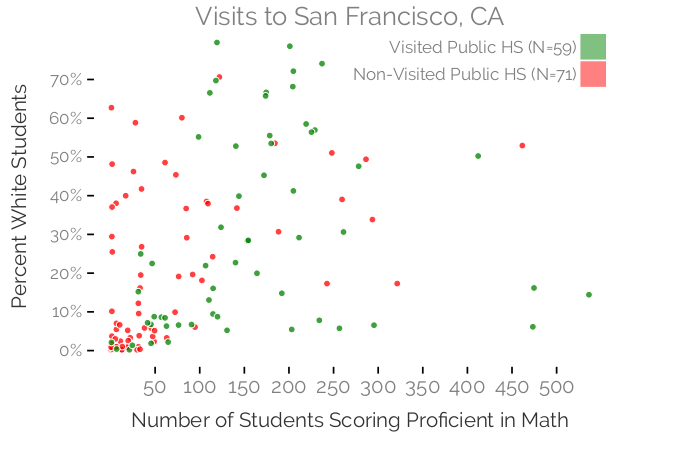 Visits to San Francisco, CA
Visited Public HS (N=59)
Non-Visited Public HS (N=71)
Percent White Students
70%
60%
50%
40%
30%
20%
10%
0%
50 100 150 200 250 300 350 400 450 500
Number of Students Scoring Proficient in Math